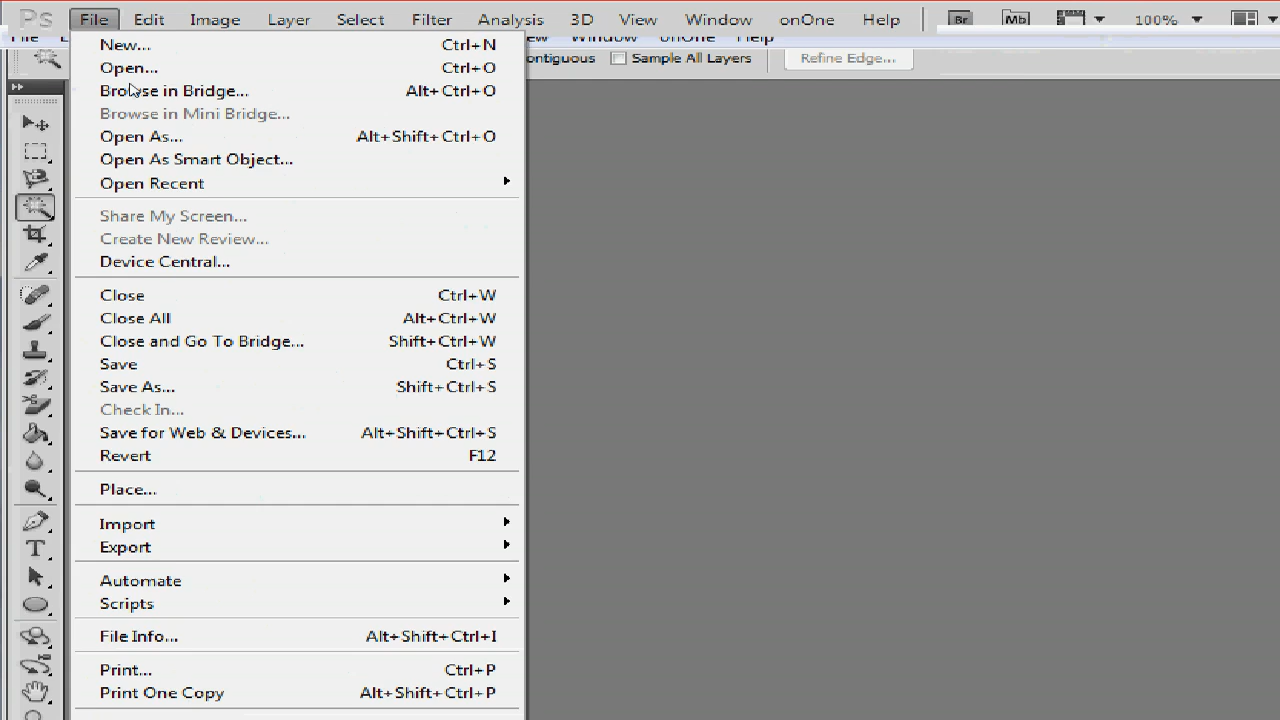 Ps File Edit Image Layer Select Filter Analysis 3D View Window onOne Help Br Mb 100%
File Window onOne Help
ontiguous Sample All Layers Refine Edge...
New... Ctrl+N
Open... Ctrl+O
Browse in Bridge... Alt+Ctrl+O
Browse in Mini Bridge...
Open As... Alt+Shift+Ctrl+O
Open As Smart Object...
Open Recent
Share My Screen...
Create New Review...
Device Central...
Close Ctrl+W
Close All Alt+Ctrl+W
Close and Go To Bridge... Shift+Ctrl+W
Save Ctrl+S
Save As... Shift+Ctrl+S
Check In...
Save for Web & Devices... Alt+Shift+Ctrl+S
Revert F12
Place...
Import
Export
Automate
Scripts
File Info... Alt+Shift+Ctrl+I
Print... Ctrl+P
Print One Copy Alt+Shift+Ctrl+P
T